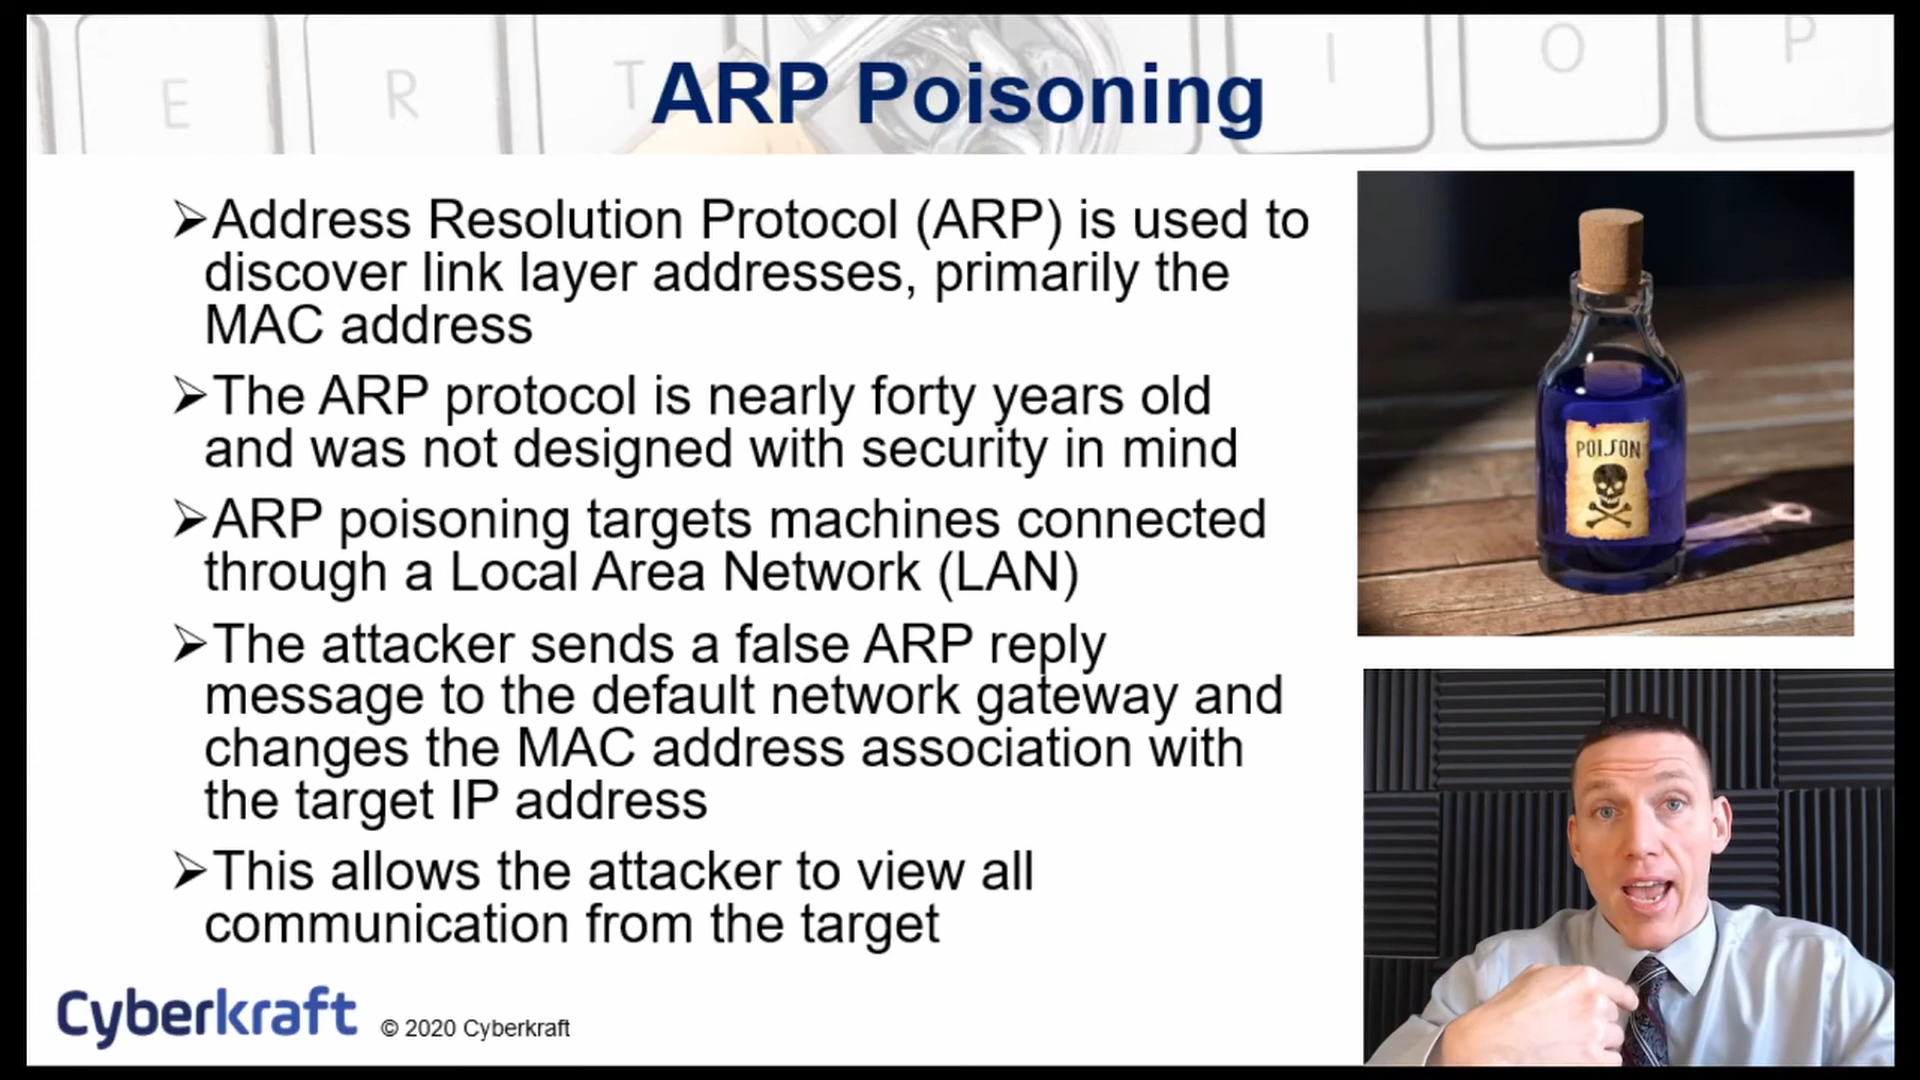 E R T I O P
ARP Poisoning
➢Address Resolution Protocol (ARP) is used to
discover link layer addresses, primarily the
MAC address
➢The ARP protocol is nearly forty years old
and was not designed with security in mind
➢ARP poisoning targets machines connected
through a Local Area Network (LAN)
➢The attacker sends a false ARP reply
message to the default network gateway and
changes the MAC address association with
the target IP address
➢This allows the attacker to view all
communication from the target
POISON
Cyberkraft © 2020 Cyberkraft